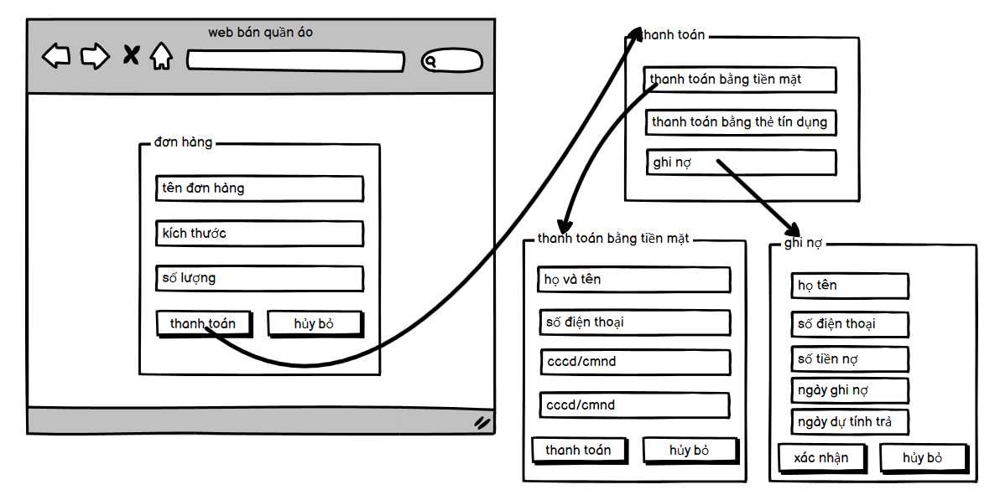 web bán quần áo
đơn hàng
tên đơn hàng
kích thước
số lượng
thanh toán
hủy bỏ
thanh toán
thanh toán bằng tiền mặt
thanh toán bằng thẻ tín dụng
ghi nợ
thanh toán bằng tiền mặt
họ và tên
số điện thoại
cccd/cmnd
cccd/cmnd
thanh toán
hủy bỏ
ghi nợ
họ tên
số điện thoại
số tiền nợ
ngày ghi nợ
ngày dự tính trả
xác nhận
hủy bỏ